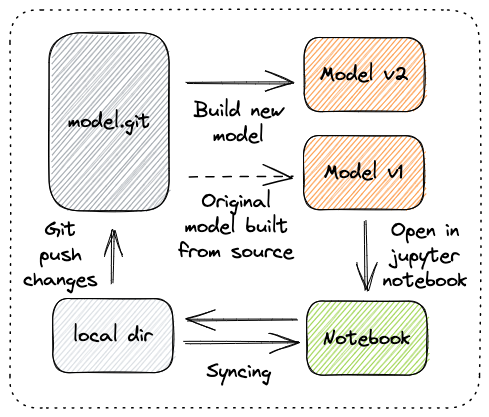 model.git
Model v2
Build new
model
Model v1
Original
model built
from source
Git
push
changes
Open in
jupyter
notebook
local dir
Notebook
Syncing